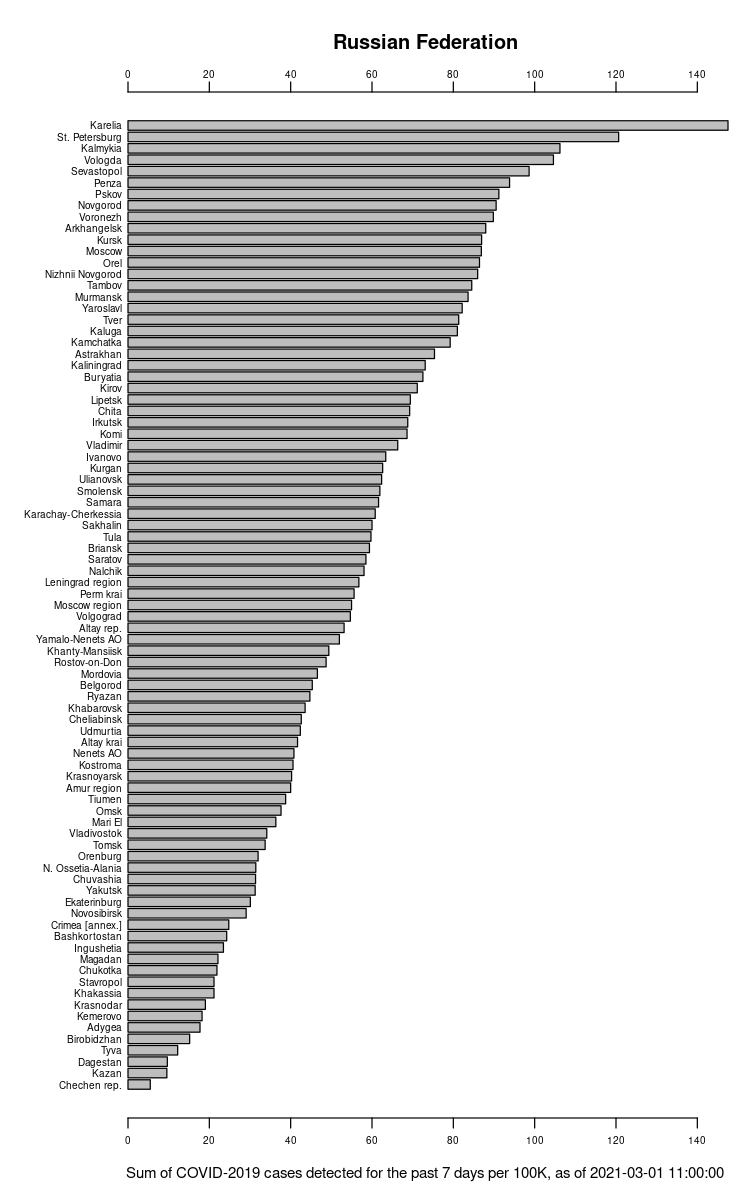 Russian Federation
0 20 40 60 80 100 120 140
Karelia
St. Petersburg
Kalmykia
Vologda
Sevastopol
Penza
Pskov
Novgorod
Voronezh
Arkhangelsk
Kursk
Moscow
Orel
Nizhnii Novgorod
Tambov
Murmansk
Yaroslavl
Tver
Kaluga
Kamchatka
Astrakhan
Kaliningrad
Buryatia
Kirov
Lipetsk
Chita
Irkutsk
Komi
Vladimir
Ivanovo
Kurgan
Ulianovsk
Smolensk
Samara
Karachay-Cherkessia
Sakhalin
Tula
Briansk
Saratov
Nalchik
Leningrad region
Perm krai
Moscow region
Volgograd
Altay rep.
Yamalo-Nenets AO
Khanty-Mansiisk
Rostov-on-Don
Mordovia
Belgorod
Ryazan
Khabarovsk
Cheliabinsk
Udmurtia
Altay krai
Nenets AO
Kostroma
Krasnoyarsk
Amur region
Tiumen
Omsk
Mari El
Vladivostok
Tomsk
Orenburg
N. Ossetia-Alania
Chuvashia
Yakutsk
Ekaterinburg
Novosibirsk
Crimea [annex.]
Bashkortostan
Ingushetia
Magadan
Chukotka
Stavropol
Khakassia
Krasnodar
Kemerovo
Adygea
Birobidzhan
Tyva
Dagestan
Kazan
Chechen rep.
0 20 40 60 80 100 120 140
Sum of COVID-2019 cases detected for the past 7 days per 100K, as of 2021-03-01 11:00:00